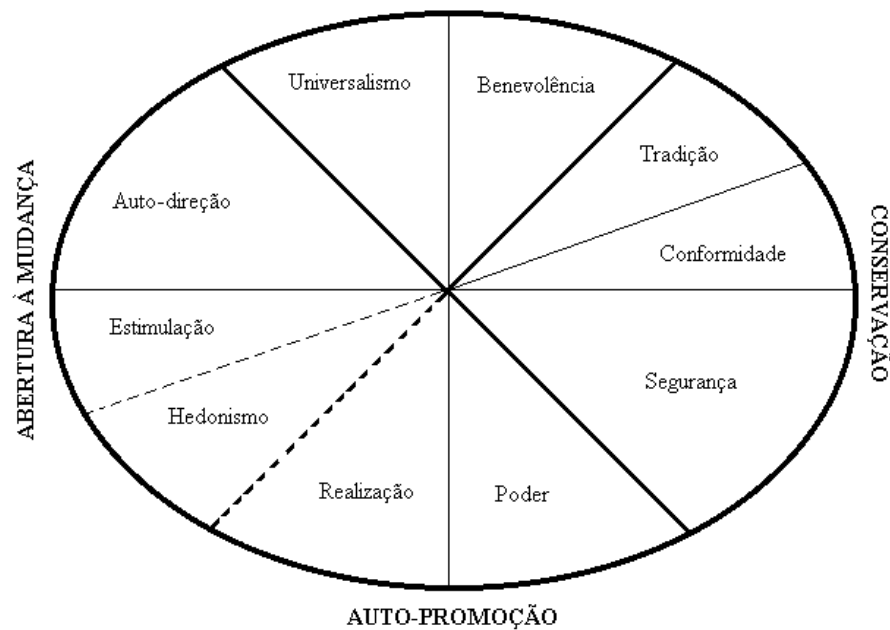 Universalismo
Benevolência
Tradição
Auto-direção
Conformidade
Estimulação
Segurança
Hedonismo
Realização
Poder
ABERTURA À MUDANÇA
CONSERVAÇÃO
AUTO-PROMOÇÃO